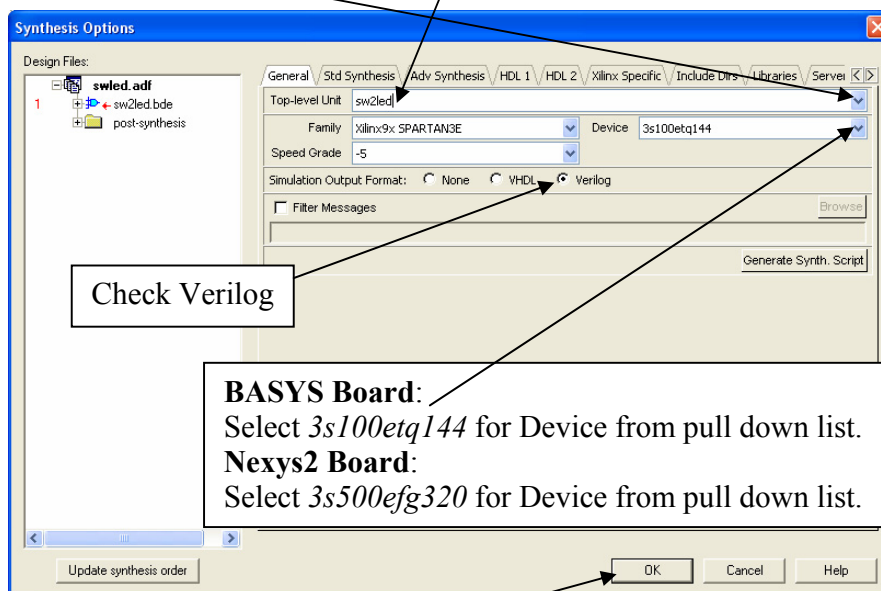 Synthesis Options
Design Files:
swled.adf
1 sw2led.bde
post-synthesis
General Std Synthesis Adv Synthesis HDL 1 HDL 2 Xilinx Specific Include Dirs Libraries Server
Top-level Unit sw2led
Family Xilinx9x SPARTAN3E Device 3s100etq144
Speed Grade -5
Simulation Output Format: None VHDL Verilog
Filter Messages Browse
Generate Synth. Script
Check Verilog
BASYS Board:
Select 3s100etq144 for Device from pull down list.
Nexys2 Board:
Select 3s500efg320 for Device from pull down list.
Update synthesis order OK Cancel Help